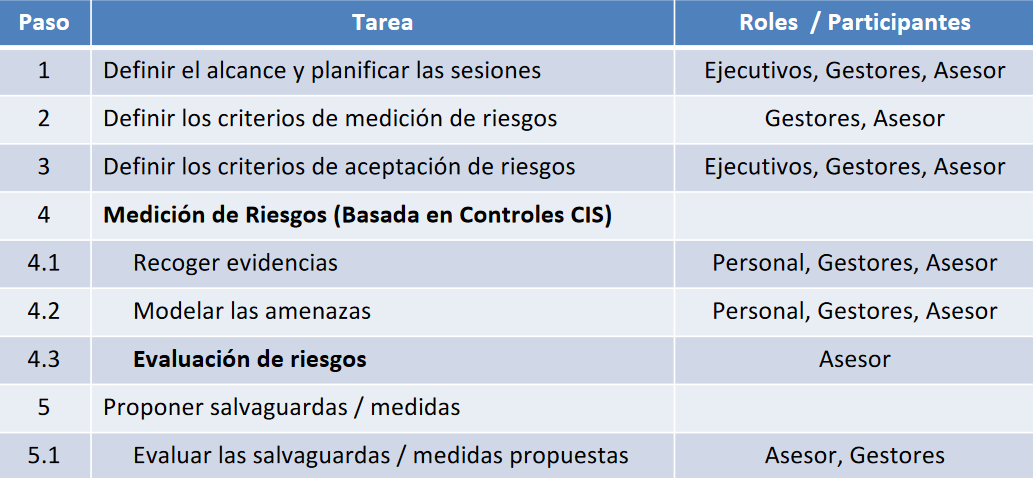 Paso Tarea Roles / Participantes
1 Definir el alcance y planificar las sesiones Ejecutivos, Gestores, Asesor
2 Definir los criterios de medición de riesgos Gestores, Asesor
3 Definir los criterios de aceptación de riesgos Ejecutivos, Gestores, Asesor
4 Medición de Riesgos (Basada en Controles CIS)
4.1 Recoger evidencias Personal, Gestores, Asesor
4.2 Modelar las amenazas Personal, Gestores, Asesor
4.3 Evaluación de riesgos Asesor
5 Proponer salvaguardas / medidas
5.1 Evaluar las salvaguardas / medidas propuestas Asesor, Gestores